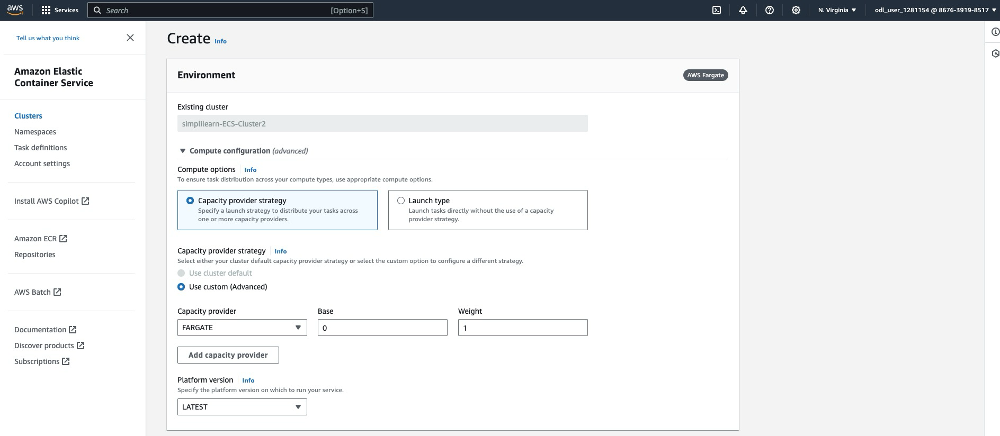 aws
Services
Search [Option+S]
N. Virginia
odl_user_1281154 @ 8676-3919-8517
Tell us what you think
Amazon Elastic
Container Service
Clusters
Namespaces
Task definitions
Account settings
Install AWS Copilot
Amazon ECR
Repositories
AWS Batch
Documentation
Discover products
Subscriptions
Create Info
Environment
AWS Fargate
Existing cluster
simplilearn-ECS-Cluster2
Compute configuration (advanced)
Compute options Info
To ensure task distribution across your compute types, use appropriate compute options.
Capacity provider strategy
Specify a launch strategy to distribute your tasks across
one or more capacity providers.
Launch type
Launch tasks directly without the use of a capacity
provider strategy.
Capacity provider strategy Info
Select either your cluster default capacity provider strategy or select the custom option to configure a different strategy.
Use cluster default
Use custom (Advanced)
Capacity provider Base Weight
FARGATE 0 1
Add capacity provider
Platform version Info
Specify the platform version on which to run your service.
LATEST